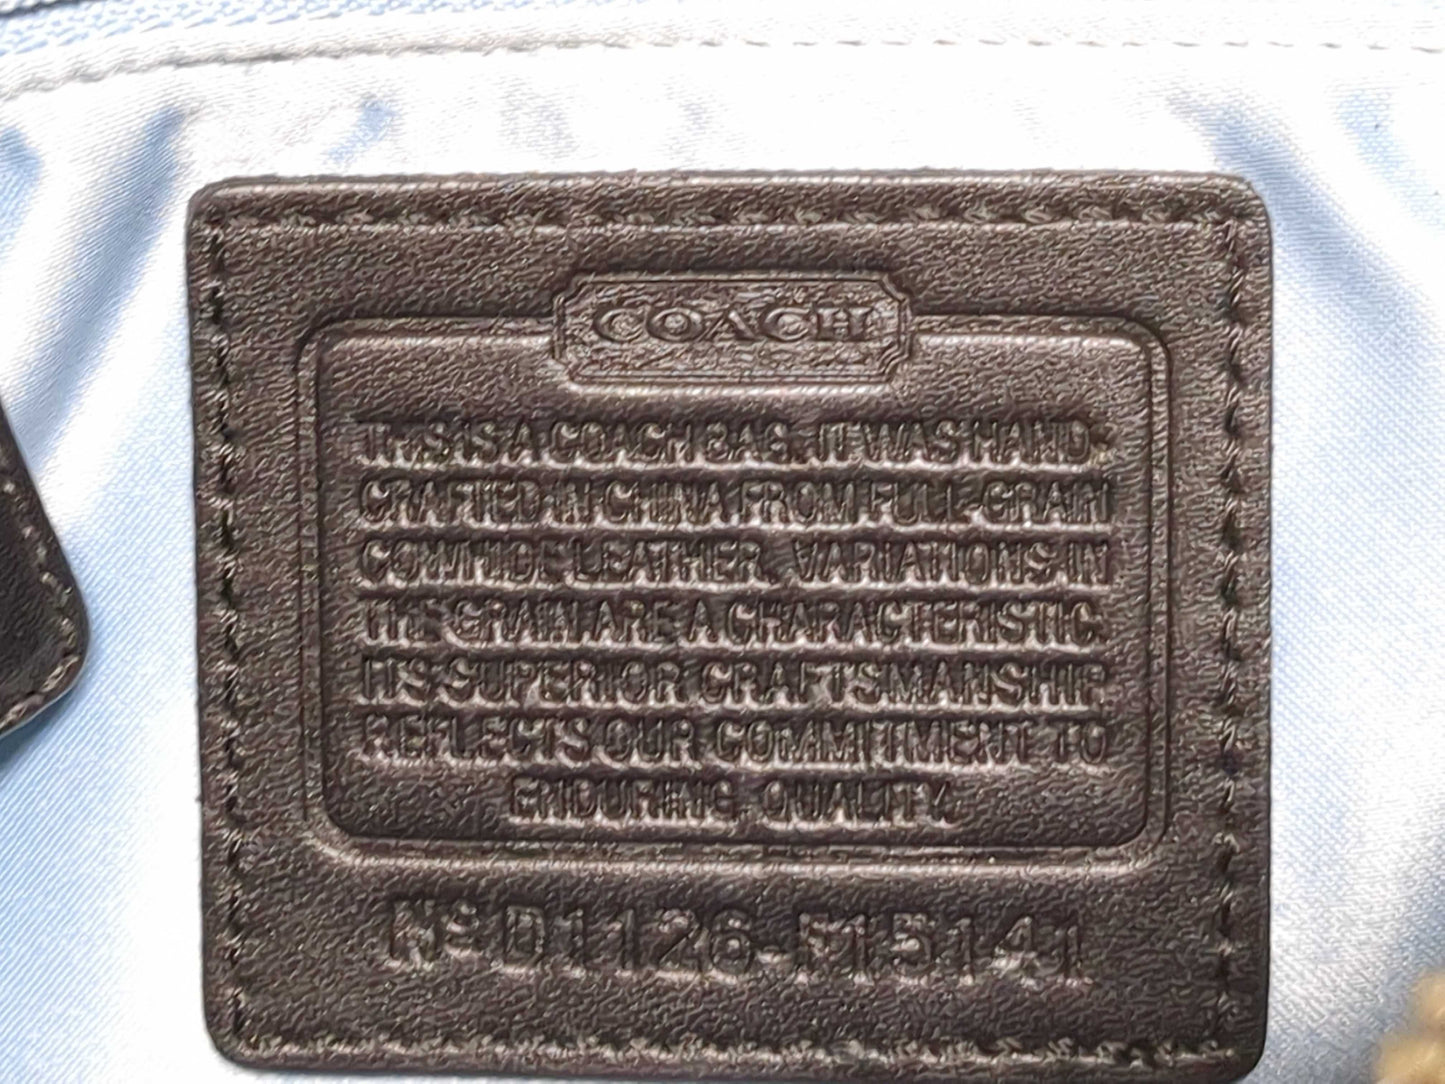 COACH
THIS IS A COACH BAG. IT WAS HAND-
CRAFTED IN CHINA FROM FULL-GRAIN
COWHIDE LEATHER. VARIATIONS IN
THE GRAIN ARE A CHARACTERISTIC.
ITS SUPERIOR CRAFTSMANSHIP
REFLECTS OUR COMMITMENT TO
ENDURING QUALITY.
Nº D1126-F15141